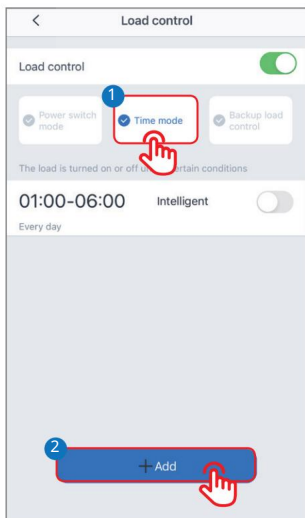 Load control
Load control
1
Power switch
mode
Time mode
Backup load
control
The load is turned on or off u certain conditions
01:00-06:00 Intelligent
Every day
2
+ Add